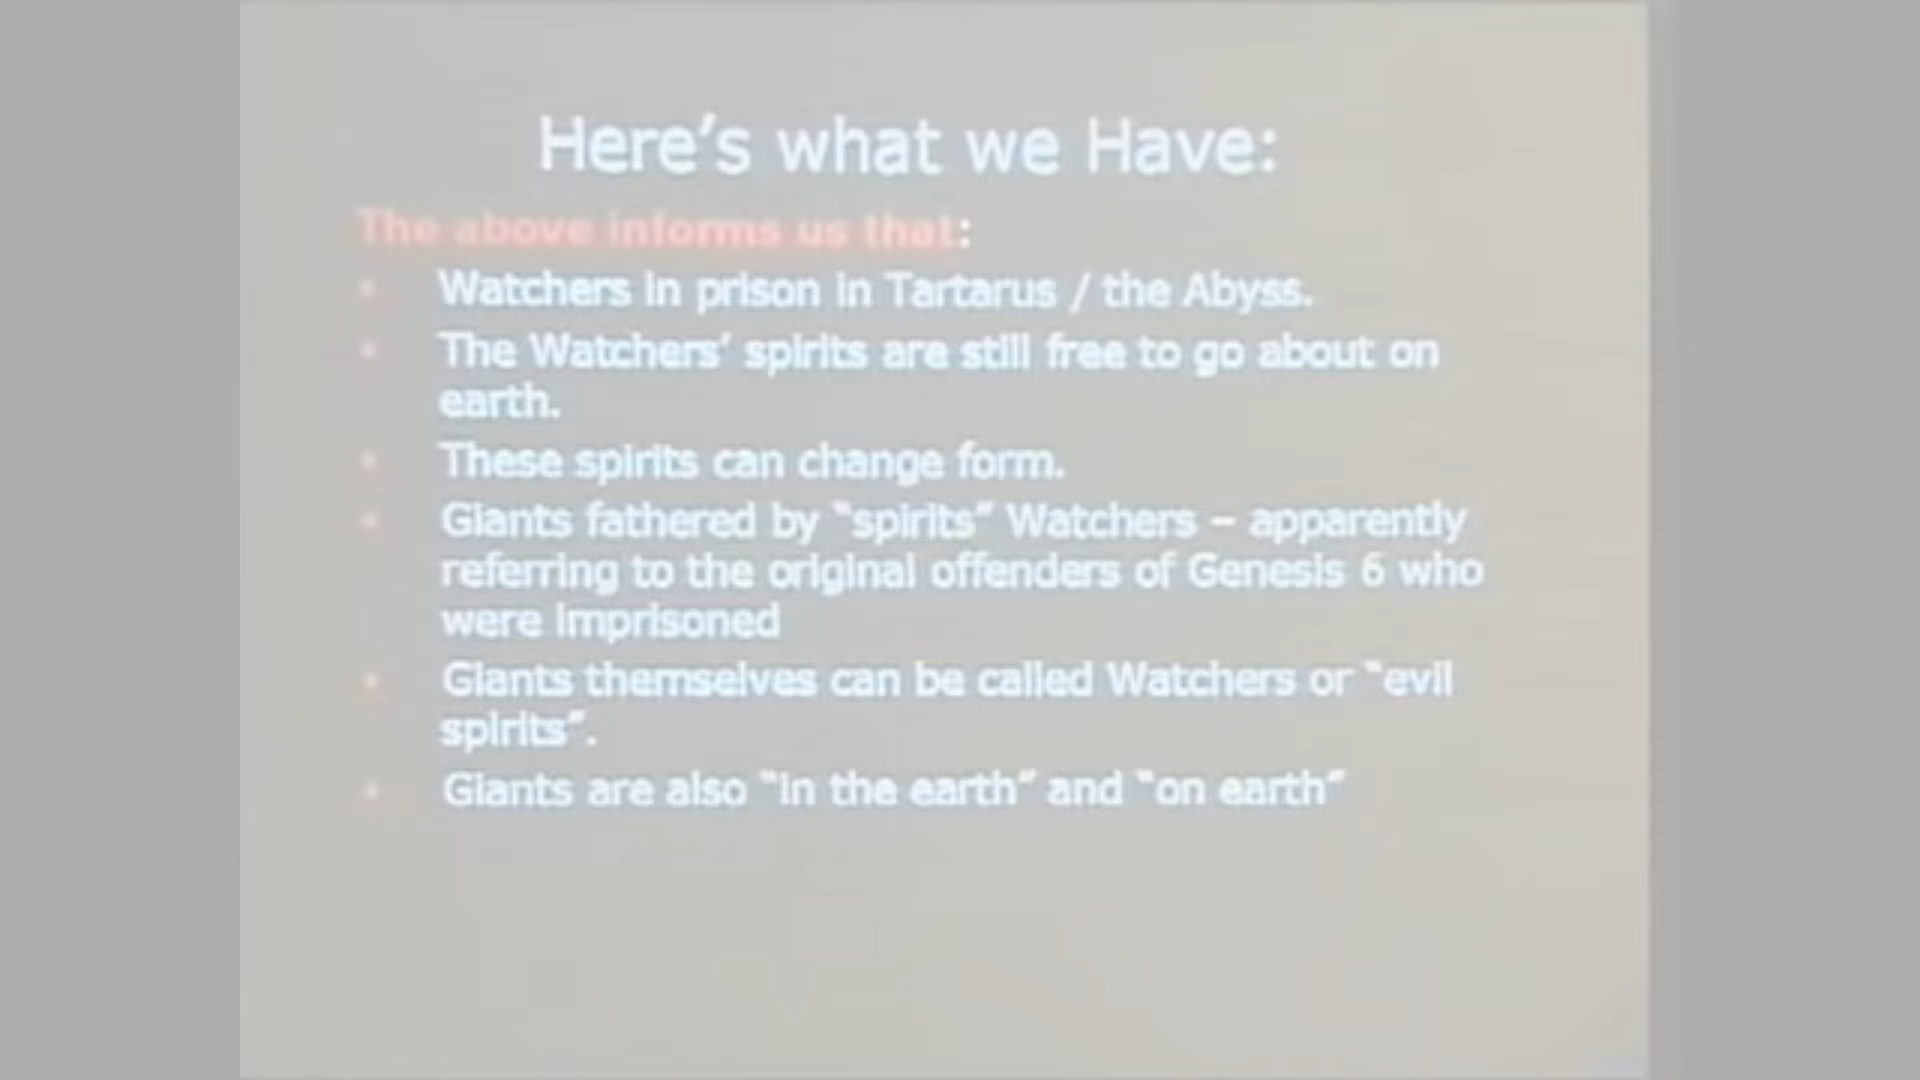 Here's what we Have:
The above informs us that:
• Watchers in prison in Tartarus / the Abyss.
• The Watchers' spirits are still free to go about on
earth.
• These spirits can change form.
• Giants fathered by “spirits” Watchers – apparently
referring to the original offenders of Genesis 6 who
were imprisoned
• Giants themselves can be called Watchers or “evil
spirits”.
• Giants are also “in the earth” and “on earth”